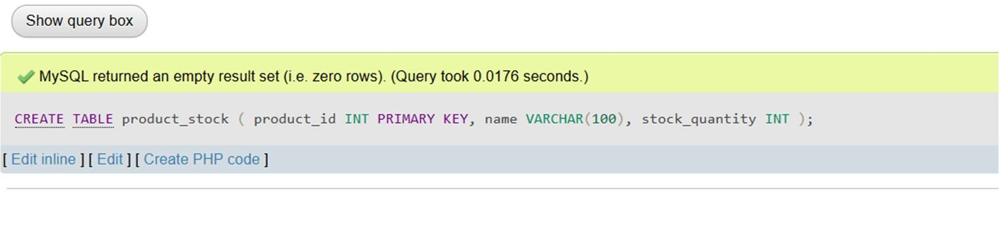 Show query box
MySQL returned an empty result set (i.e. zero rows). (Query took 0.0176 seconds.)
CREATE TABLE product_stock ( product_id INT PRIMARY KEY, name VARCHAR(100), stock_quantity INT );
[ Edit inline ] [ Edit ] [ Create PHP code ]